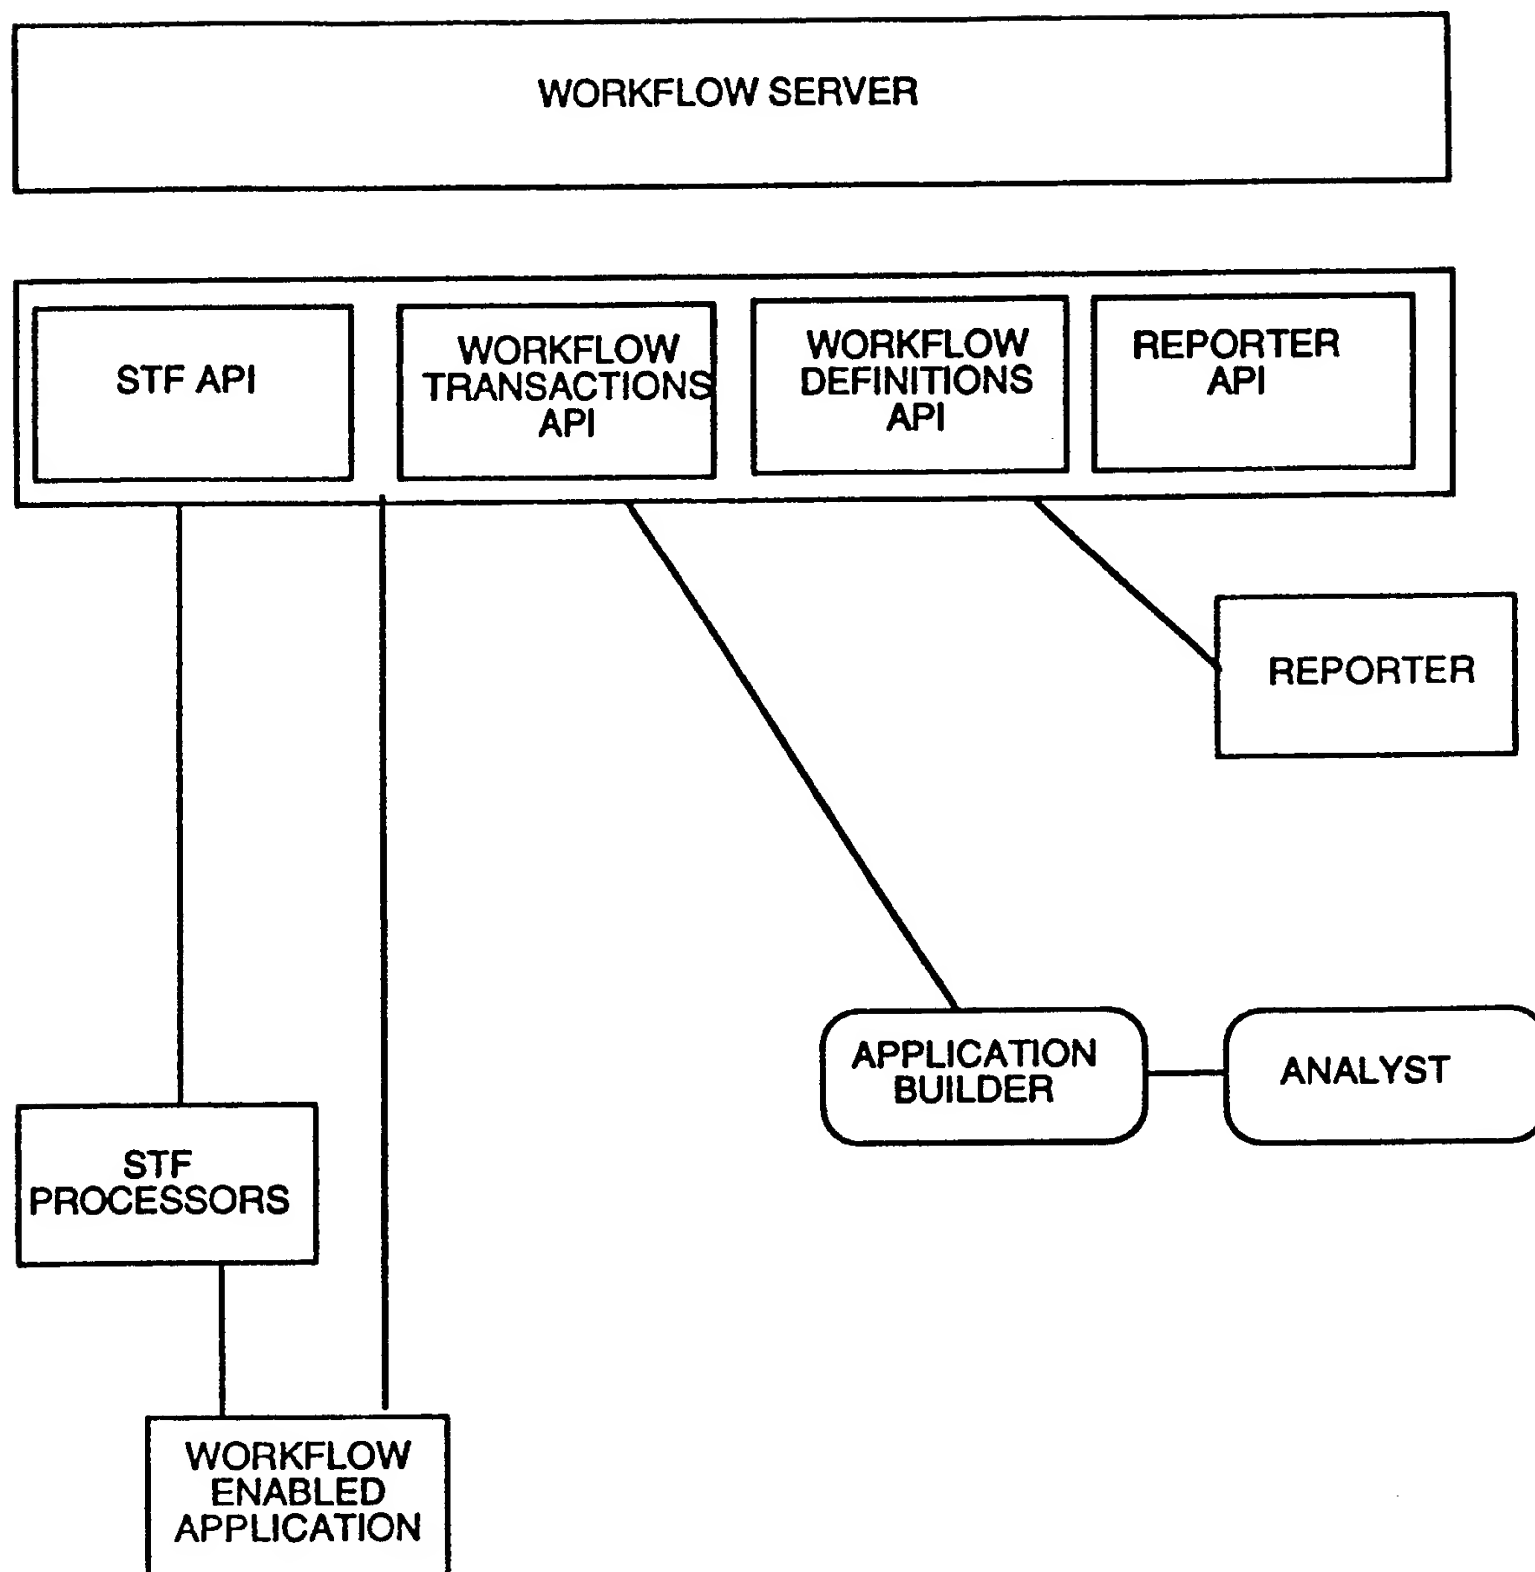 WORKFLOW SERVER
STF API
WORKFLOW
TRANSACTIONS
API
WORKFLOW
DEFINITIONS
API
REPORTER
API
REPORTER
APPLICATION
BUILDER
ANALYST
STF
PROCESSORS
WORKFLOW
ENABLED
APPLICATION